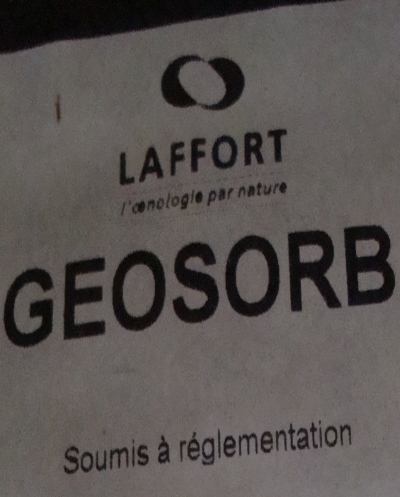 LAFFORT
l'œnologie par nature
GEOSORB
Soumis à réglementation